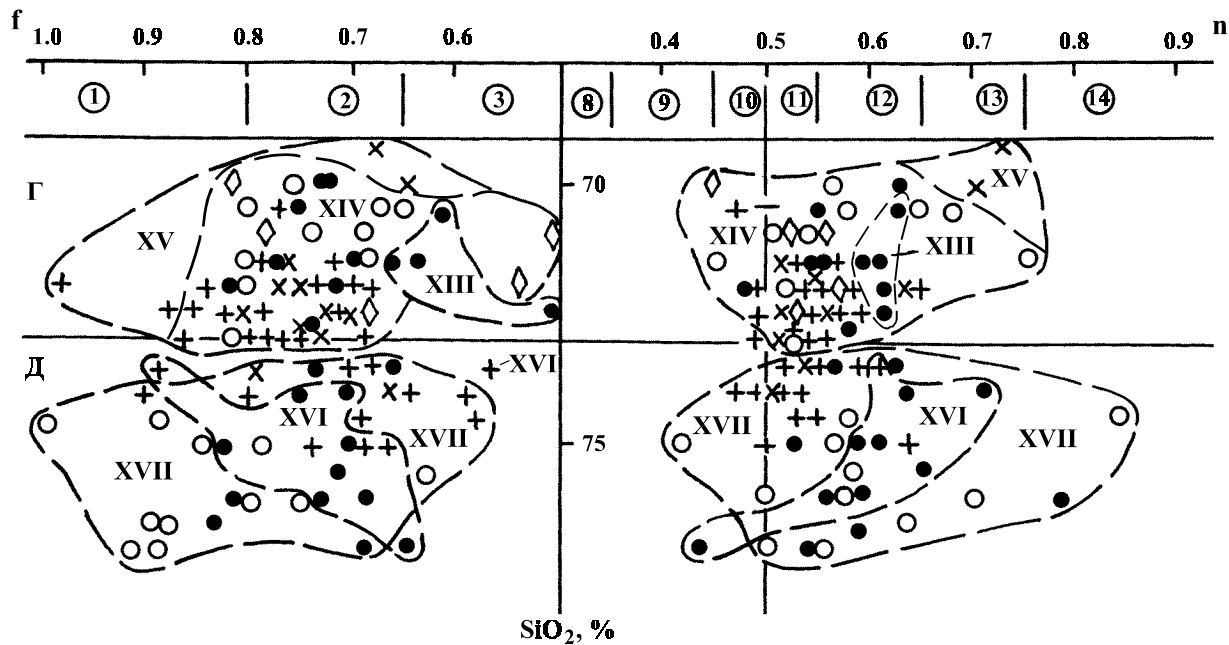 f n
1.0 0.9 0.8 0.7 0.6 0.4 0.5 0.6 0.7 0.8 0.9
1 2 3 8 9 10 11 12 13 14
Г 70
XV XIV XIII XIV XIII XV
Д XVI
XVII XVI XVII 75 XVII XVI XVII
SiO₂, %